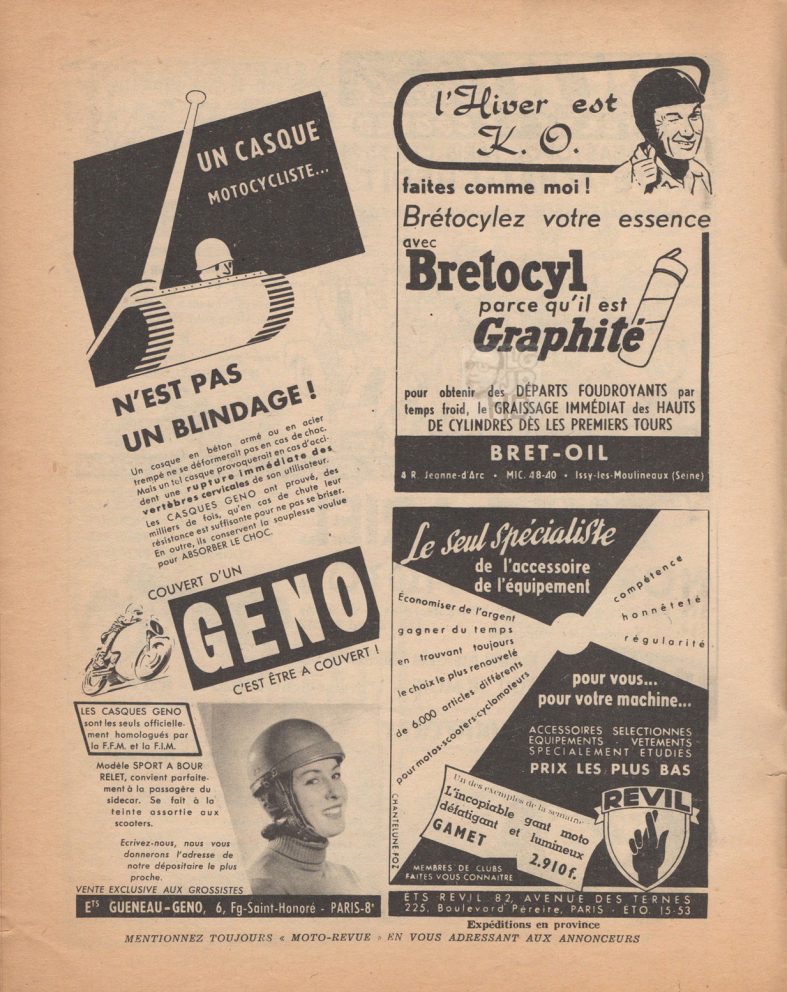 UN CASQUE
MOTOCYCLISTE...
N'EST PAS
UN BLINDAGE !
Un casque en béton armé ou en acier
trempé ne se déformerait pas en cas de choc.
Mais un tel casque provoquerait en cas d'acci-
dent une rupture immédiate des
vertèbres cervicales de son utilisateur.
Les CASQUES GENO ont prouvé, des
milliers de fois, qu'en cas de chute leur
résistance est suffisante pour ne pas se briser.
En outre, ils conservent la souplesse voulue
pour ABSORBER LE CHOC.
COUVERT D'UN
GENO
C'EST ÊTRE A COUVERT !
LES CASQUES GENO
sont les seuls officielle-
ment homologués par
la F.F.M. et la F.I.M.
Modèle SPORT A BOUR
RELET, convient parfaite-
ment à la passagère du
sidecar. Se fait à la
teinte assortie aux
scooters.
Ecrivez-nous, nous vous
donnerons l'adresse de
notre dépositaire le plus
proche.
VENTE EXCLUSIVE AUX GROSSISTES
Ets GUENEAU-GENO, 6, Fg-Saint-Honoré - PARIS-8e
l'Hiver est
K. O.
faites comme moi !
Brétocylez votre essence
avec
Bretocyl
parce qu'il est
Graphité
pour obtenir des DÉPARTS FOUDROYANTS par
temps froid, le GRAISSAGE IMMÉDIAT des HAUTS
DE CYLINDRES DÈS LES PREMIERS TOURS
BRET-OIL
4 R. Jeanne-d'Arc • MIC. 48-40 • Issy-les-Moulineaux (Seine)
Le seul spécialiste
de l'accessoire
de l'équipement
compétence
honnêteté
régularité
Économiser de l'argent
gagner du temps
en trouvant toujours
le choix le plus renouvelé
de 6.000 articles différents
pour motos-scooters-cyclomoteurs
pour vous...
pour votre machine...
ACCESSOIRES SELECTIONNES
EQUIPEMENTS - VETEMENTS
SPECIALEMENT ETUDIES
PRIX LES PLUS BAS
Un des exemples de la semaine
L'incopiable gant moto
défatigant et lumineux
GAMET
2.910f.
REVIL
CHANTELUNE POZ
MEMBRES DE CLUBS
FAITES VOUS CONNAITRE
ETS REVIL 82, AVENUE DES TERNES
225, Boulevard Péreire, PARIS - ETO. 15-53
Expéditions en province
MENTIONNEZ TOUJOURS « MOTO-REVUE » EN VOUS ADRESSANT AUX ANNONCEURS